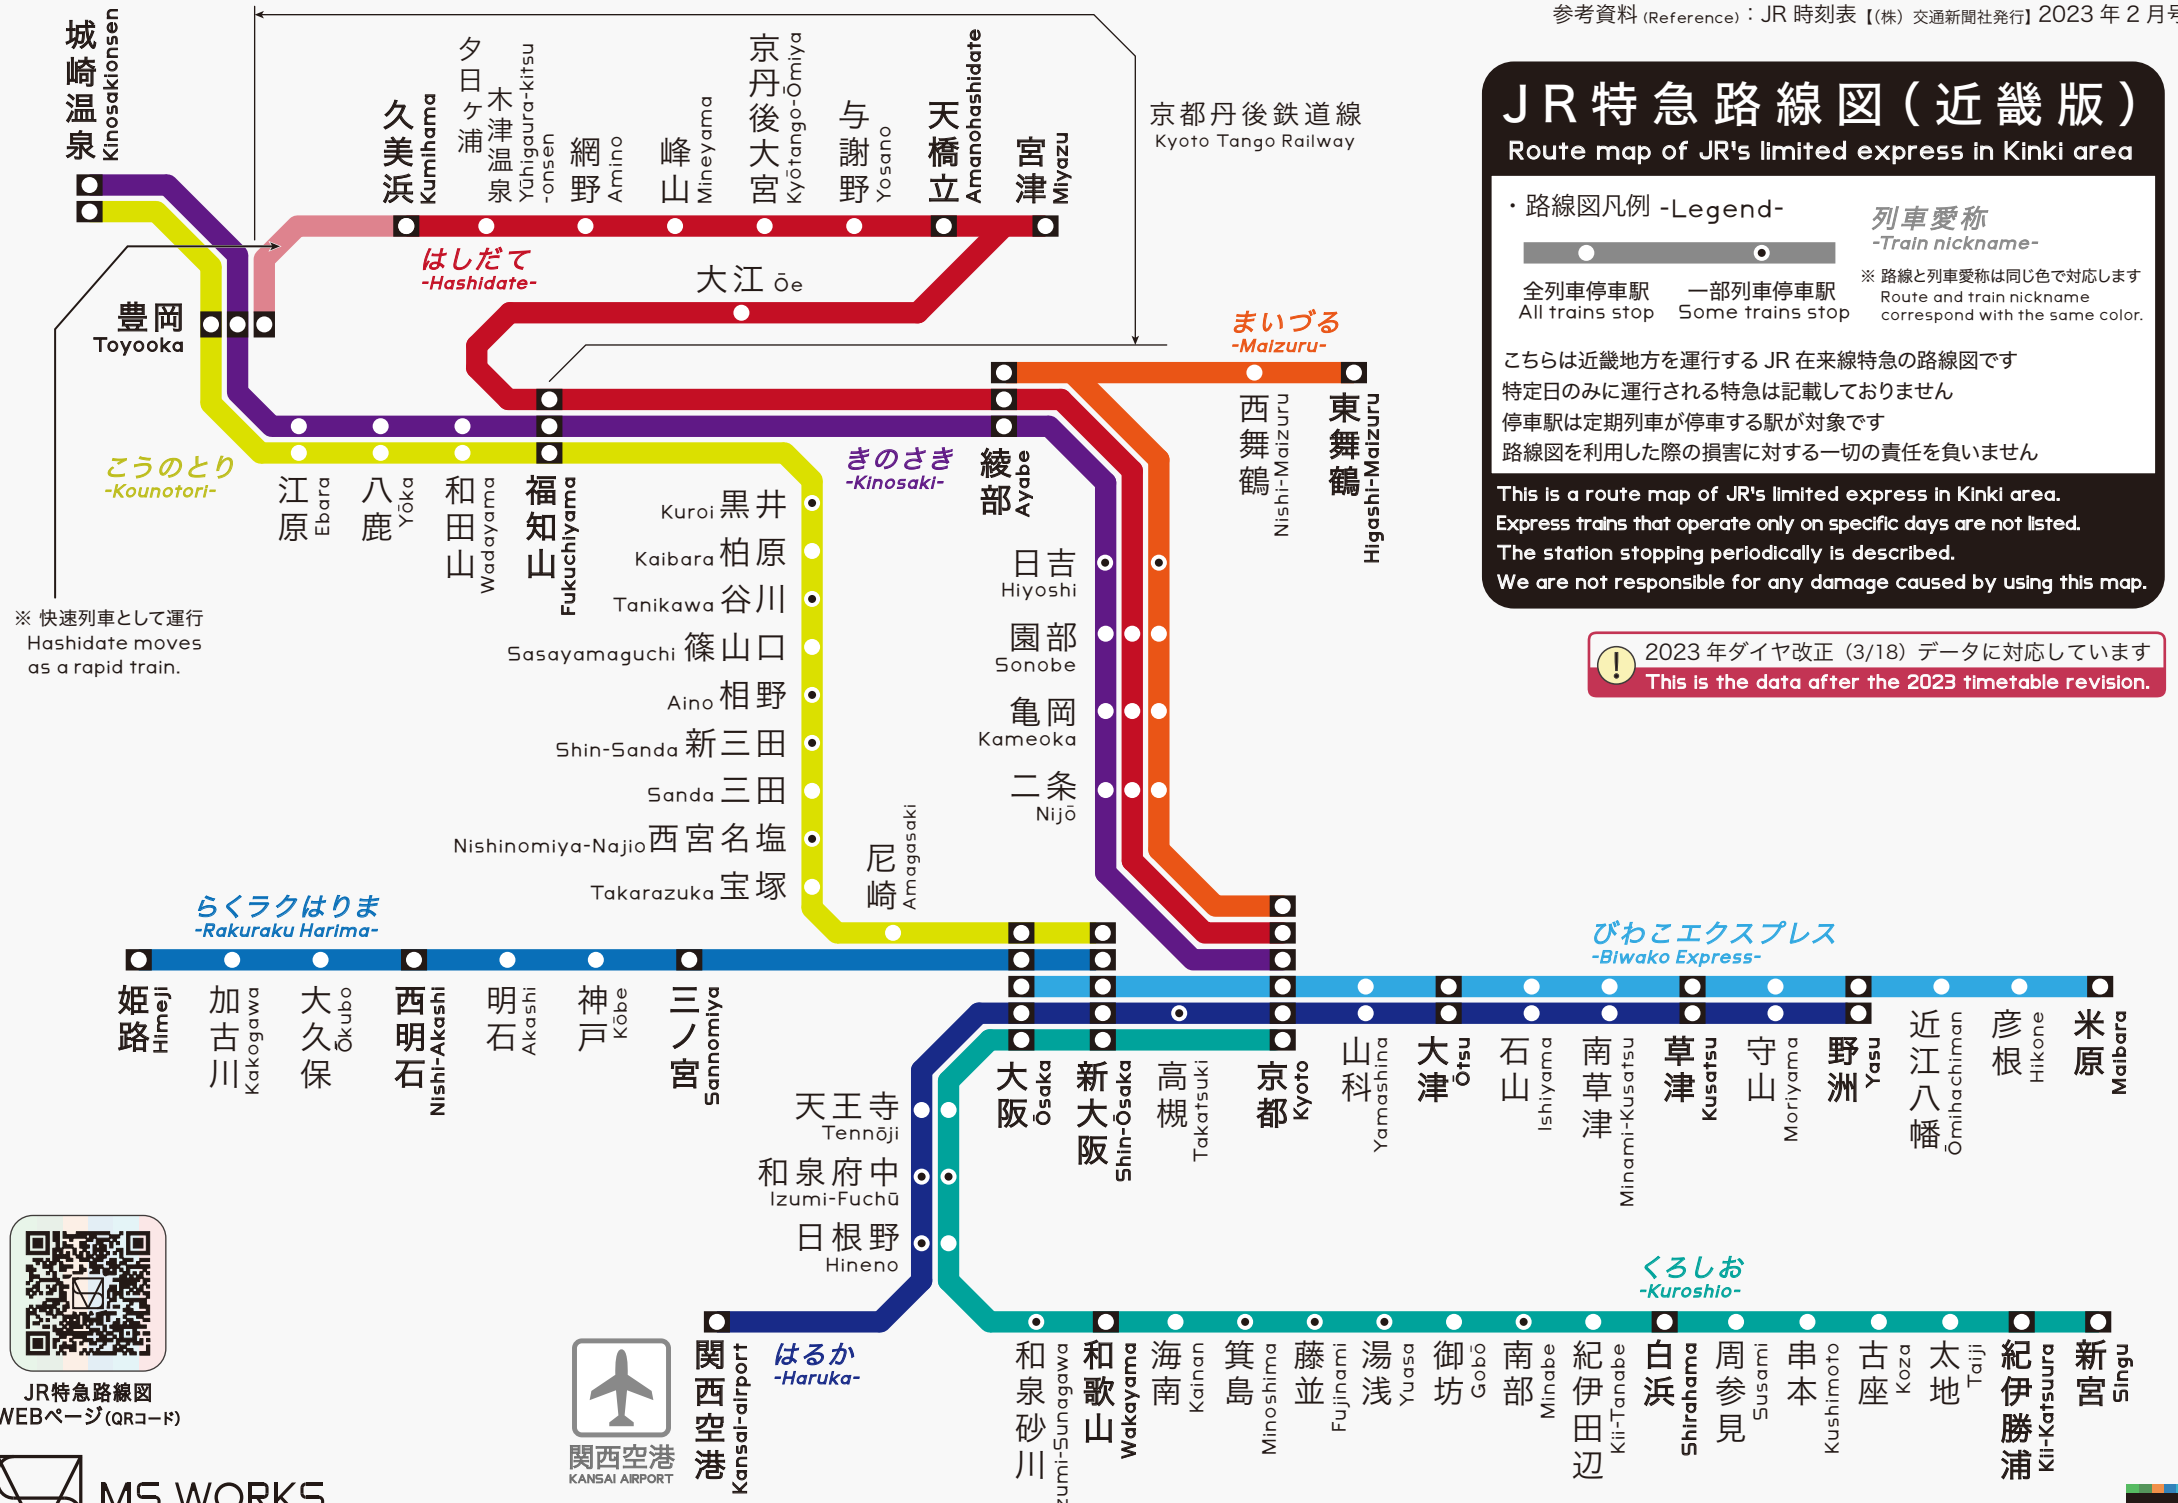 参考資料 (Reference)：JR 時刻表【（株）交通新聞社発行】2023 年 2 月号
JR特急路線図（近畿版）
Route map of JR's limited express in Kinki area
・路線図凡例 -Legend-
列車愛称
-Train nickname-
全列車停車駅
All trains stop
一部列車停車駅
Some trains stop
※ 路線と列車愛称は同じ色で対応します
Route and train nickname
correspond with the same color.
こちらは近畿地方を運行する JR 在来線特急の路線図です
特定日のみに運行される特急は記載しておりません
停車駅は定期列車が停車する駅が対象です
路線図を利用した際の損害に対する一切の責任を負いません
This is a route map of JR's limited express in Kinki area.
Express trains that operate only on specific days are not listed.
The station stopping periodically is described.
We are not responsible for any damage caused by using this map.
!
2023 年ダイヤ改正（3/18）データに対応しています
This is the data after the 2023 timetable revision.
城崎温泉
Kinosakionsen
久美浜
Kumihama
夕日ヶ浦
木津温泉
Yūhigaura-kitsu
-onsen
網野
Amino
峰山
Mineyama
京丹後大宮
Kyōtango-Ōmiya
与謝野
Yosano
天橋立
Amanohashidate
宮津
Miyazu
京都丹後鉄道線
Kyoto Tango Railway
はしだて
-Hashidate-
大江 Ōe
豊岡
Toyooka
まいづる
-Maizuru-
西舞鶴
Nishi-Maizuru
東舞鶴
Higashi-Maizuru
こうのとり
-Kounotori-
きのさき
-Kinosaki-
江原
Ebara
八鹿
Yōka
和田山
Wadayama
福知山
Fukuchiyama
綾部
Ayabe
※ 快速列車として運行
Hashidate moves
as a rapid train.
Kuroi 黒井
Kaibara 柏原
Tanikawa 谷川
Sasayamaguchi 篠山口
Aino 相野
Shin-Sanda 新三田
Sanda 三田
Nishinomiya-Najio 西宮名塩
Takarazuka 宝塚
日吉
Hiyoshi
園部
Sonobe
亀岡
Kameoka
二条
Nijō
尼崎
Amagasaki
らくラクはりま
-Rakuraku Harima-
びわこエクスプレス
-Biwako Express-
姫路
Himeji
加古川
Kakogawa
大久保
Ōkubo
西明石
Nishi-Akashi
明石
Akashi
神戸
Kōbe
三ノ宮
Sannomiya
大阪
Ōsaka
新大阪
Shin-Ōsaka
高槻
Takatsuki
京都
Kyoto
山科
Yamashina
大津
Ōtsu
石山
Ishiyama
南草津
Minami-Kusatsu
草津
Kusatsu
守山
Moriyama
野洲
Yasu
近江八幡
Ōmihachiman
彦根
Hikone
米原
Maibara
天王寺
Tennōji
和泉府中
Izumi-Fuchū
日根野
Hineno
くろしお
-Kuroshio-
はるか
-Haruka-
関西空港
KANSAI AIRPORT
関西空港
Kansai-airport
和泉砂川
zumi-Sunagawa
和歌山
Wakayama
海南
Kainan
箕島
Minoshima
藤並
Fujinami
湯浅
Yuasa
御坊
Gobō
南部
Minabe
紀伊田辺
Kii-Tanabe
白浜
Shirahama
周参見
Susami
串本
Kushimoto
古座
Koza
太地
Taiji
紀伊勝浦
Kii-Katsuura
新宮
Singu
JR特急路線図
WEBページ（QRコード）
MS WORKS